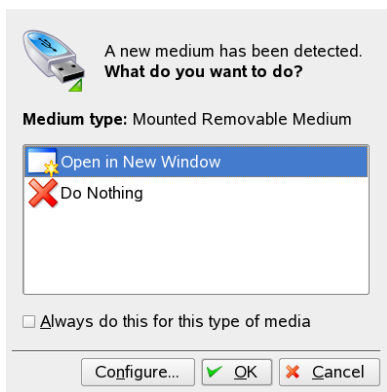 A new medium has been detected.
What do you want to do?
Medium type: Mounted Removable Medium
Open in New Window
Do Nothing
Always do this for this type of media
Configure... OK Cancel